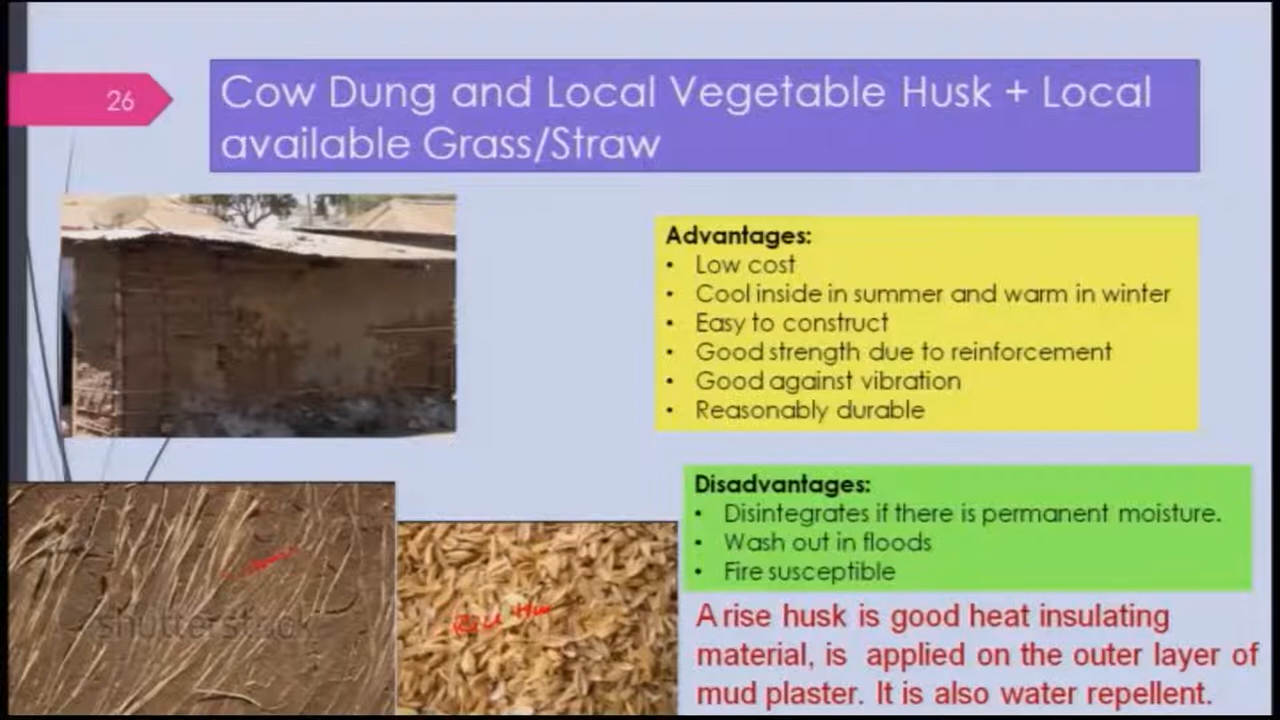 26
Cow Dung and Local Vegetable Husk + Local
available Grass/Straw
Advantages:
• Low cost
• Cool inside in summer and warm in winter
• Easy to construct
• Good strength due to reinforcement
• Good against vibration
• Reasonably durable
Disadvantages:
• Disintegrates if there is permanent moisture.
• Wash out in floods
• Fire susceptible
A rise husk is good heat insulating
material, is applied on the outer layer of
mud plaster. It is also water repellent.
shutterstock
Rice